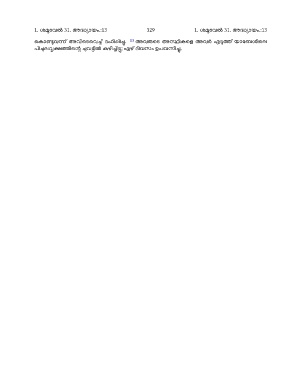 1. ശമുവേൽ 31. അദ്ധ്യായം.:13 329 1. ശമുവേൽ 31. അദ്ധ്യായം.:13
കൊണ്ടുവന്ന് അവിടെവെച്ച് ദഹിപ്പിച്ചു. 13 അവരുടെ അസ്ഥികളെ അവർ എടുത്ത് യാബേശിലെ
പിചുലവൃക്ഷത്തിന്റെ ചുവട്ടിൽ കുഴിച്ചിട്ടു; ഏഴ് ദിവസം ഉപവസിച്ചു.